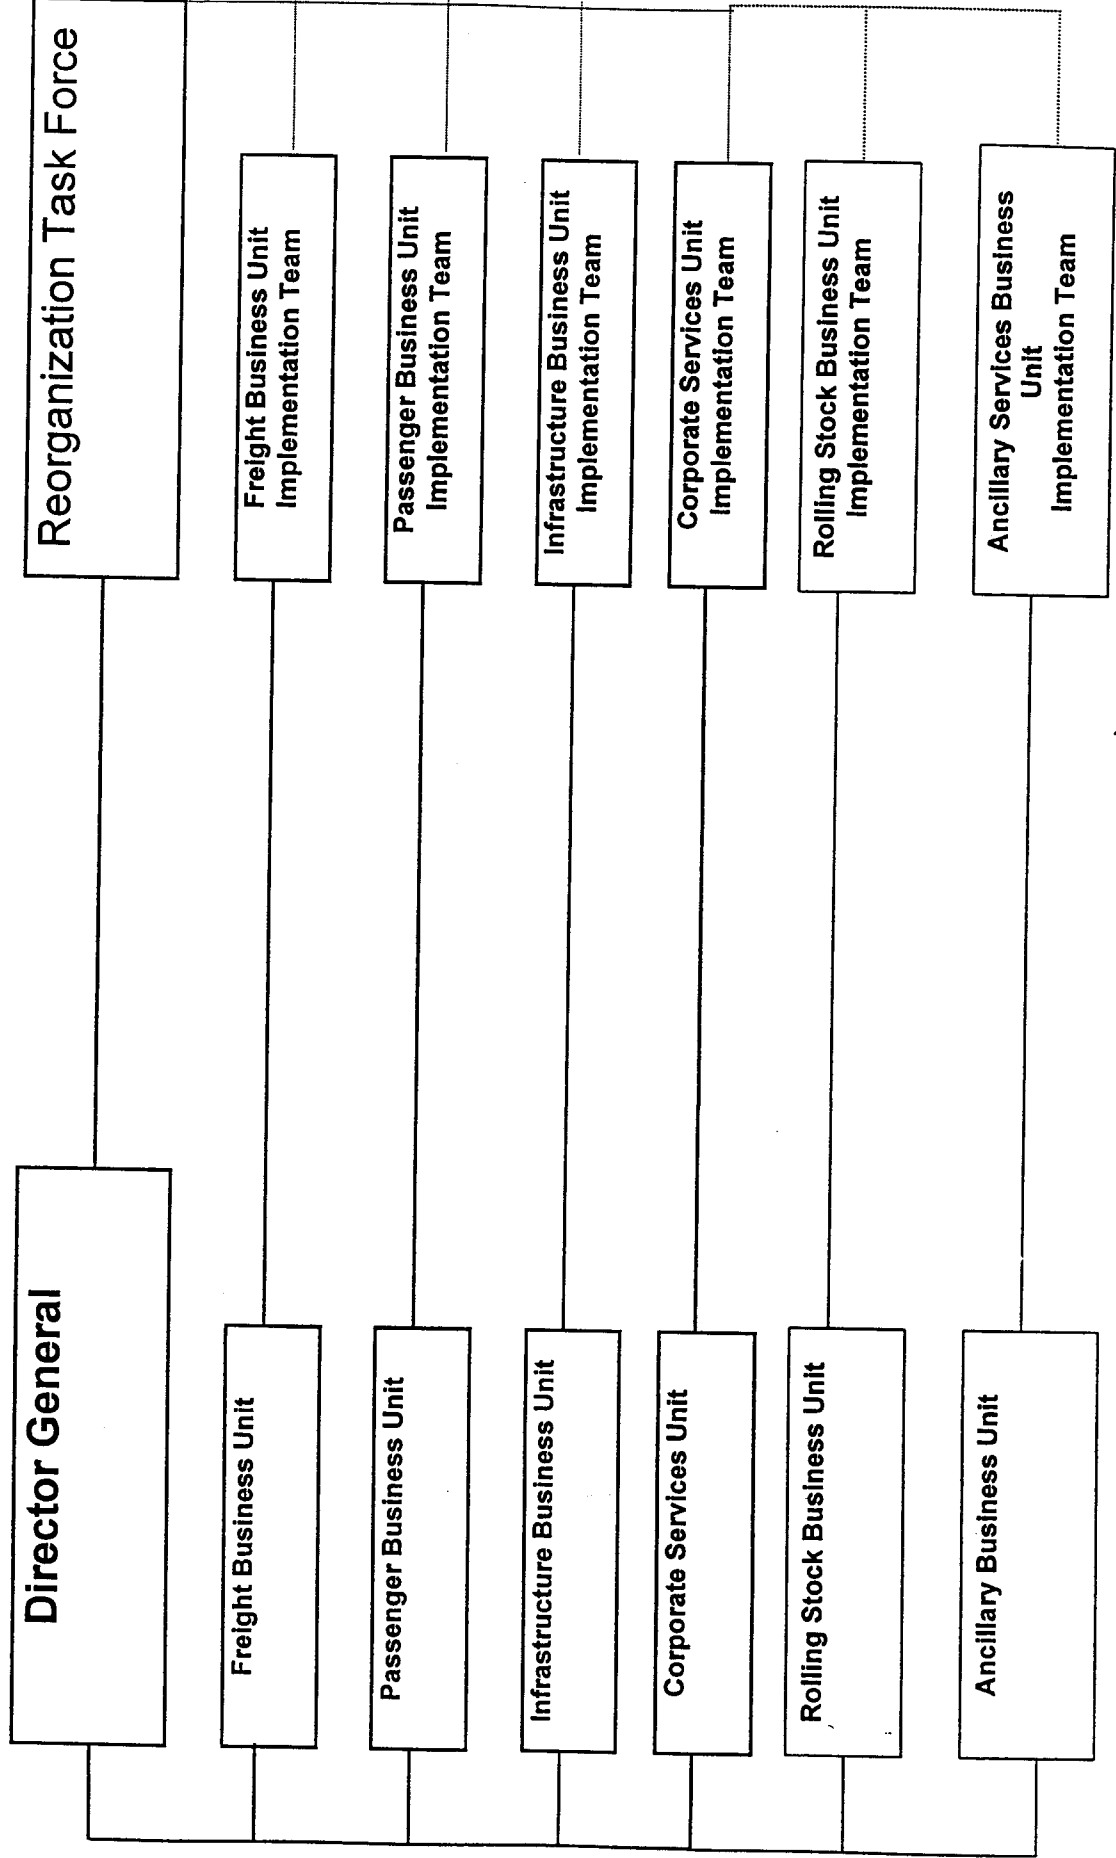 Director General
Reorganization Task Force
Freight Business Unit
Freight Business Unit
Implementation Team
Passenger Business Unit
Passenger Business Unit
Implementation Team
Infrastructure Business Unit
Infrastructure Business Unit
Implementation Team
Corporate Services Unit
Corporate Services Unit
Implementation Team
Rolling Stock Business Unit
Rolling Stock Business Unit
Implementation Team
Ancillary Business Unit
Ancillary Services Business
Unit
Implementation Team